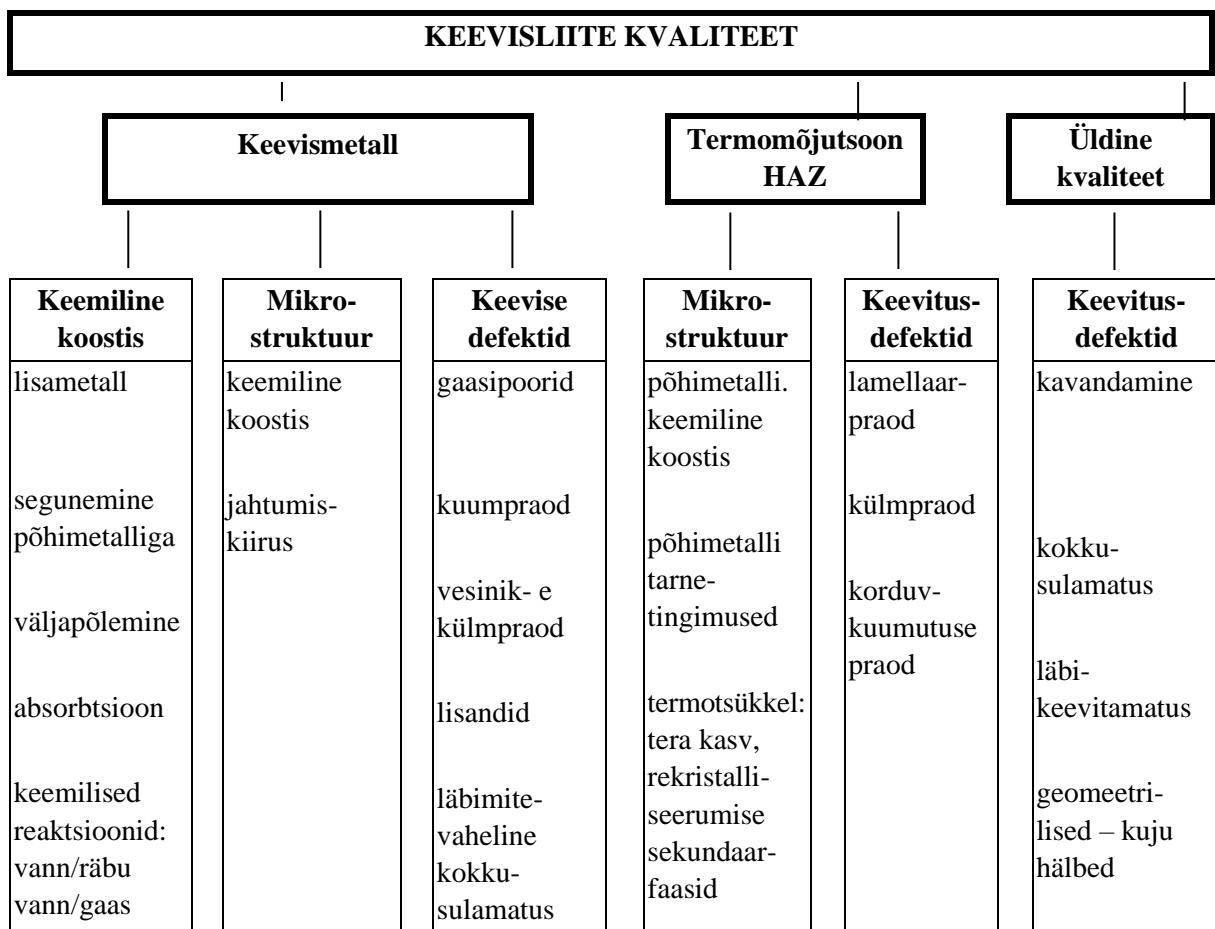 KEEVISLIITE KVALITEET
Keevismetall
Termomõjutsoon
HAZ
Üldine
kvaliteet
Keemiline
koostis
lisametall
segunemine
põhimetalliga
väljapõlemine
absorbtsioon
keemilised
reaktsioonid:
vann/räbu
vann/gaas
Mikro-
struktuur
keemiline
koostis
jahtumis-
kiirus
Keevise
defektid
gaasipoorid
kuumpraod
vesinik- e
külmpraod
lisandid
läbimite-
vaheline
kokku-
sulamatus
Mikro-
struktuur
põhimetalli.
keemiline
koostis
põhimetalli
tarne-
tingimused
termotsükkel:
tera kasv,
rekristalli-
seerumise
sekundaar-
faasid
Keevitus-
defektid
lamellaar-
praod
külmpraod
korduv-
kuumutuse
praod
Keevitus-
defektid
kavandamine
kokku-
sulamatus
läbi-
keevitamatus
geomeetri-
lised – kuju
hälbed